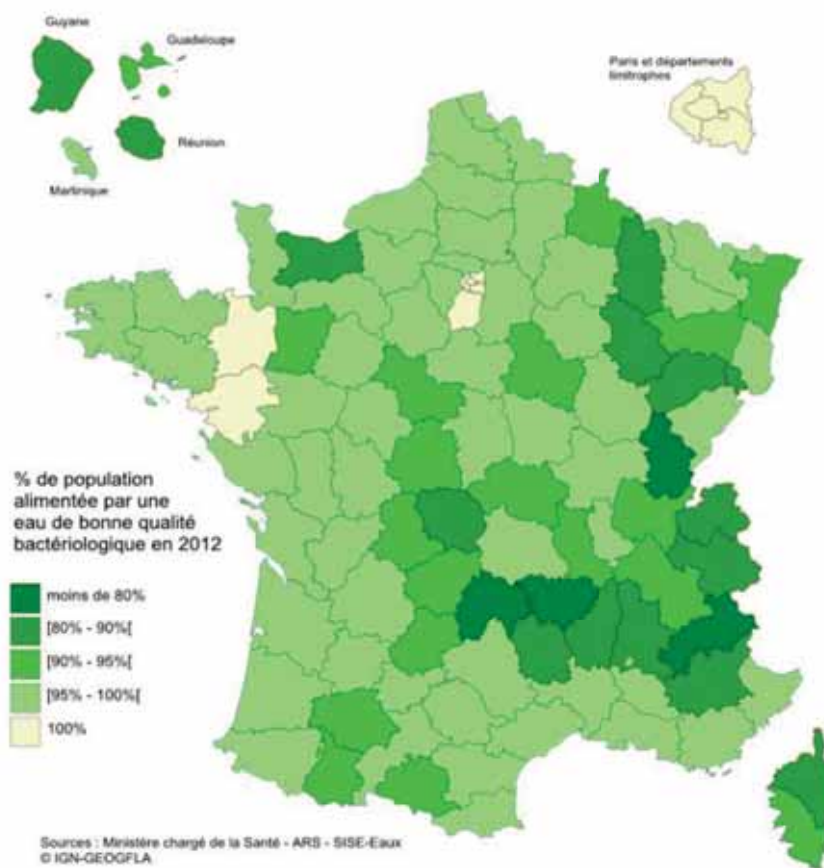 Guyane
Guadeloupe
Paris et départements
limitrophes
Réunion
Martinique
% de population
alimentée par une
eau de bonne qualité
bactériologique en 2012
moins de 80%
[80% - 90%[
[90% - 95%[
[95% - 100%[
100%
Sources : Ministère chargé de la Santé - ARS - SISE-Eaux
© IGN-GEOGFLA